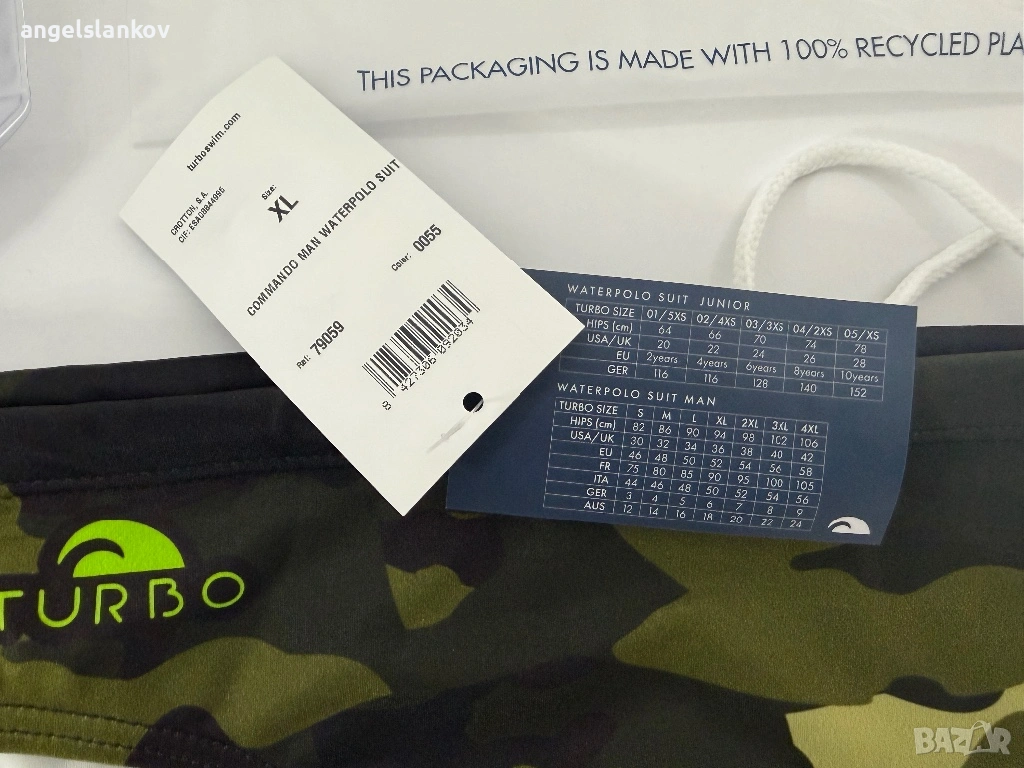 angelslankov
THIS PACKAGING IS MADE WITH 100% RECYCLED PLA
turboswim.com
CROTTON, S.A.
CIF: ESA08844996
Size:
XL
COMMANDO MAN WATERPOLO SUIT
Color: 0055
Ref: 79059
8 427306 092034
WATERPOLO SUIT JUNIOR
TURBO SIZE 01/5XS 02/4XS 03/3XS 04/2XS 05/XS
HIPS (cm) 64 66 70 74 78
USA/UK 20 22 24 26 28
EU 2years 4years 6years 8years 10years
GER 116 116 128 140 152
WATERPOLO SUIT MAN
TURBO SIZE S M L XL 2XL 3XL 4XL
HIPS (cm) 82 86 90 94 98 102 106
USA/UK 30 32 34 36 38 40 42
EU 46 48 50 52 54 56 58
FR 75 80 85 90 95 100 105
ITA 44 46 48 50 52 54 56
GER 3 4 5 6 7 8 9
AUS 12 14 16 18 20 22 24
TURBO
BAZAR